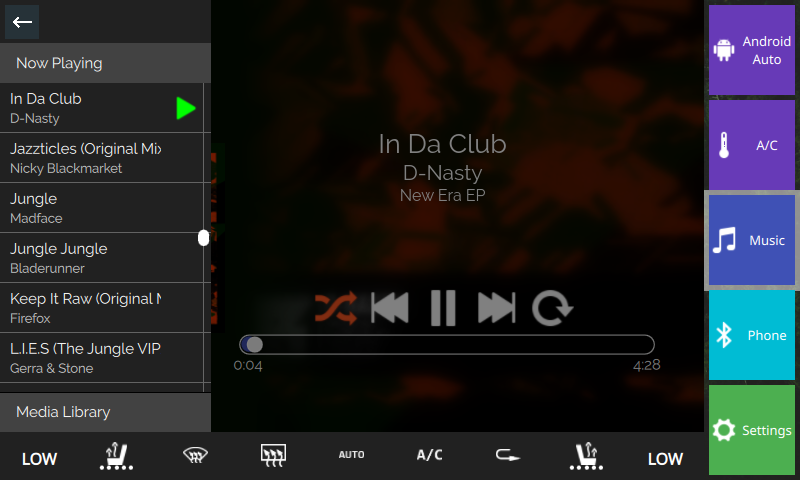 Now Playing
In Da Club
D-Nasty
Jazzticles (Original Mix
Nicky Blackmarket
Jungle
Madface
Jungle Jungle
Bladerunner
Keep It Raw (Original
Firefox
L.I.E.S (The Jungle VIP
Gerra & Stone
Media Library
In Da Club
D-Nasty
New Era EP
0:04
4:28
Android
Auto
A/C
Music
Phone
Settings
LOW
AUTO
A/C
LOW